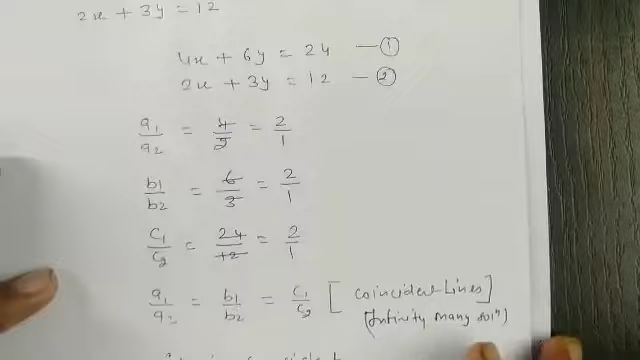 2x + 3y = 12
4x + 6y = 24 — ①
2x + 3y = 12 — ②
a1/a2 = 4/2 = 2/1
b1/b2 = 6/3 = 2/1
c1/c2 = 24/12 = 2/1
a1/a2 = b1/b2 = c1/c2 [ Coincident Lines]
(Infinity many soln)